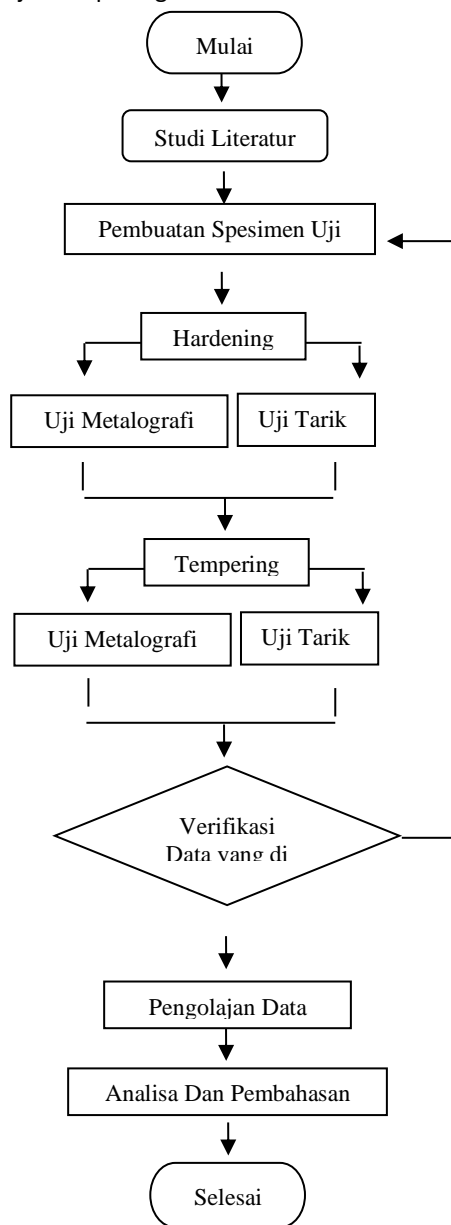 Mulai
Studi Literatur
Pembuatan Spesimen Uji
Hardening
Uji Metalografi
Uji Tarik
Tempering
Uji Metalografi
Uji Tarik
Verifikasi
Data yang di
Pengolajan Data
Analisa Dan Pembahasan
Selesai